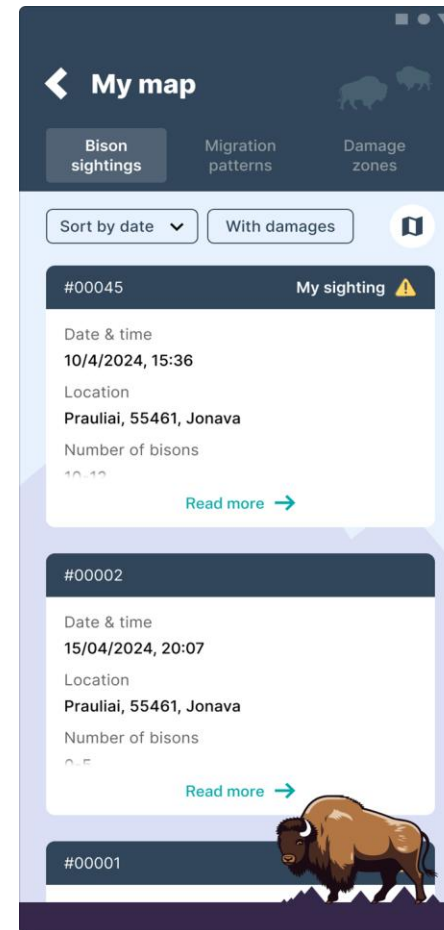 My map
Bison
sightings
Migration
patterns
Damage
zones
Sort by date
With damages
#00045
My sighting
Date & time
10/4/2024, 15:36
Location
Prauliai, 55461, Jonava
Number of bisons
Read more
#00002
Date & time
15/04/2024, 20:07
Location
Prauliai, 55461, Jonava
Number of bisons
Read more
#00001